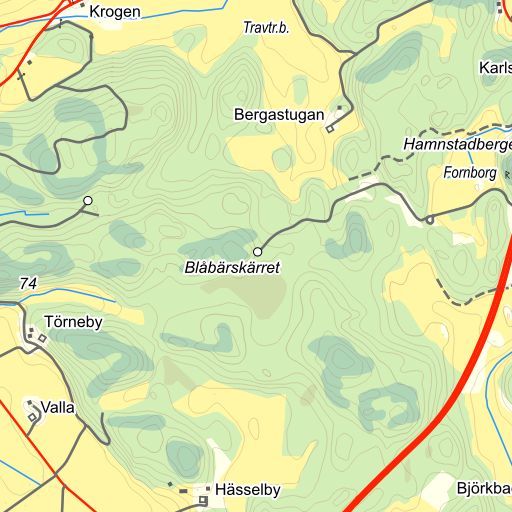 Krogen
Travtr.b.
Karls
Bergastugan
Hamnstadberge
Fornborg
Blåbärskärret
74
Törneby
Valla
Hässelby
Björkba